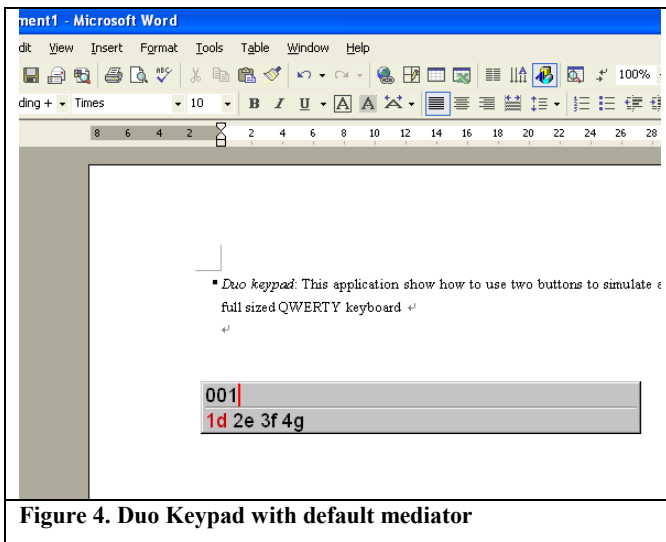 ment1 - Microsoft Word
dit View Insert Format Tools Table Window Help
100%
ding + Times 10 B I U A A A
8 6 4 2 2 4 6 8 10 12 14 16 18 20 22 24 26 28
▪ Duo keypad: This application show how to use two buttons to simulate a
full sized QWERTY keyboard ↵
↵
001
1d 2e 3f 4g
Figure 4. Duo Keypad with default mediator